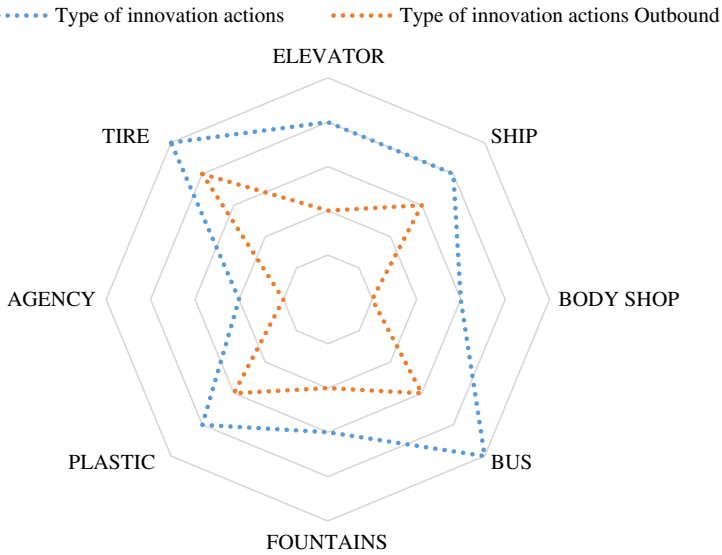 Type of innovation actions
Type of innovation actions Outbound
ELEVATOR
TIRE
SHIP
AGENCY
BODY SHOP
PLASTIC
BUS
FOUNTAINS